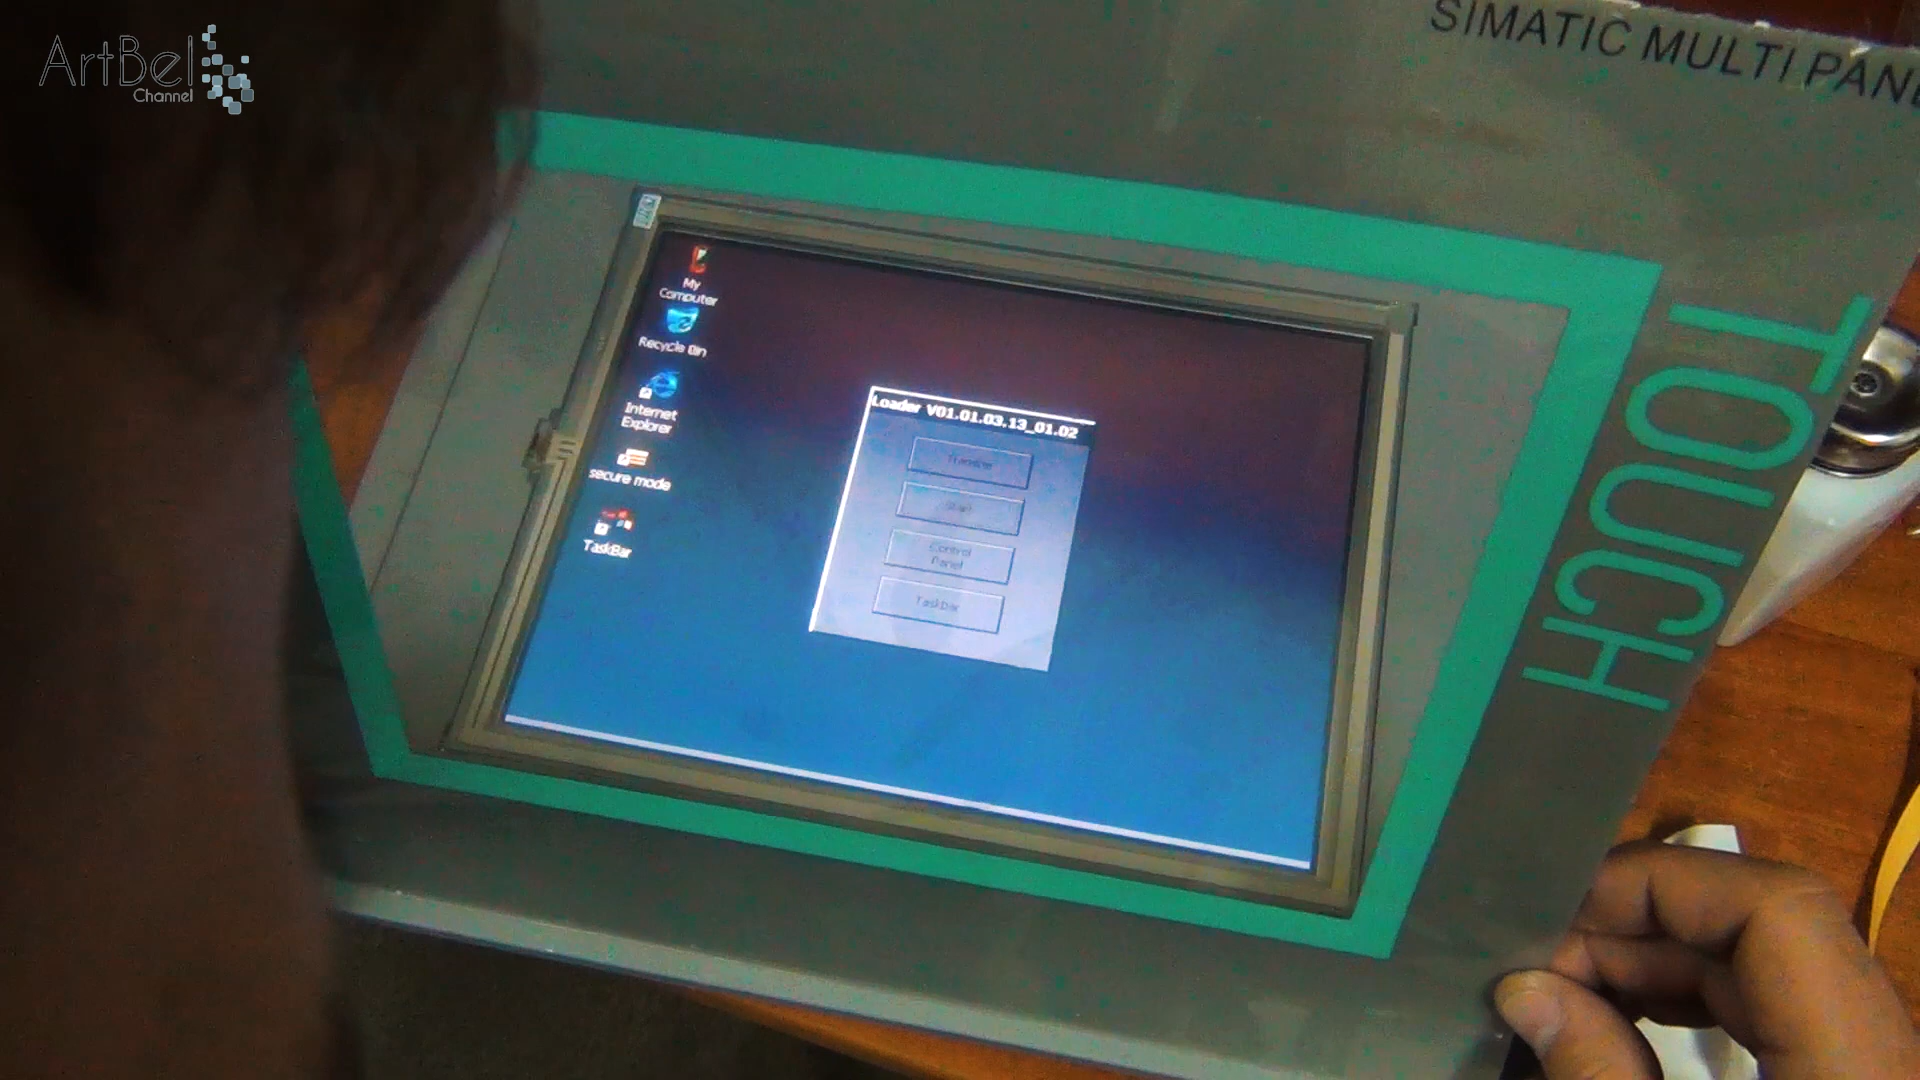 ArtBel
Channel
SIMATIC MULTI PANE
TOUCH
My
Computer
Recycle Bin
Internet
Explorer
secure mode
TaskBar
Loader V01.01.03.13_01.02
Transfer
Start
Control
Panel
Taskbar